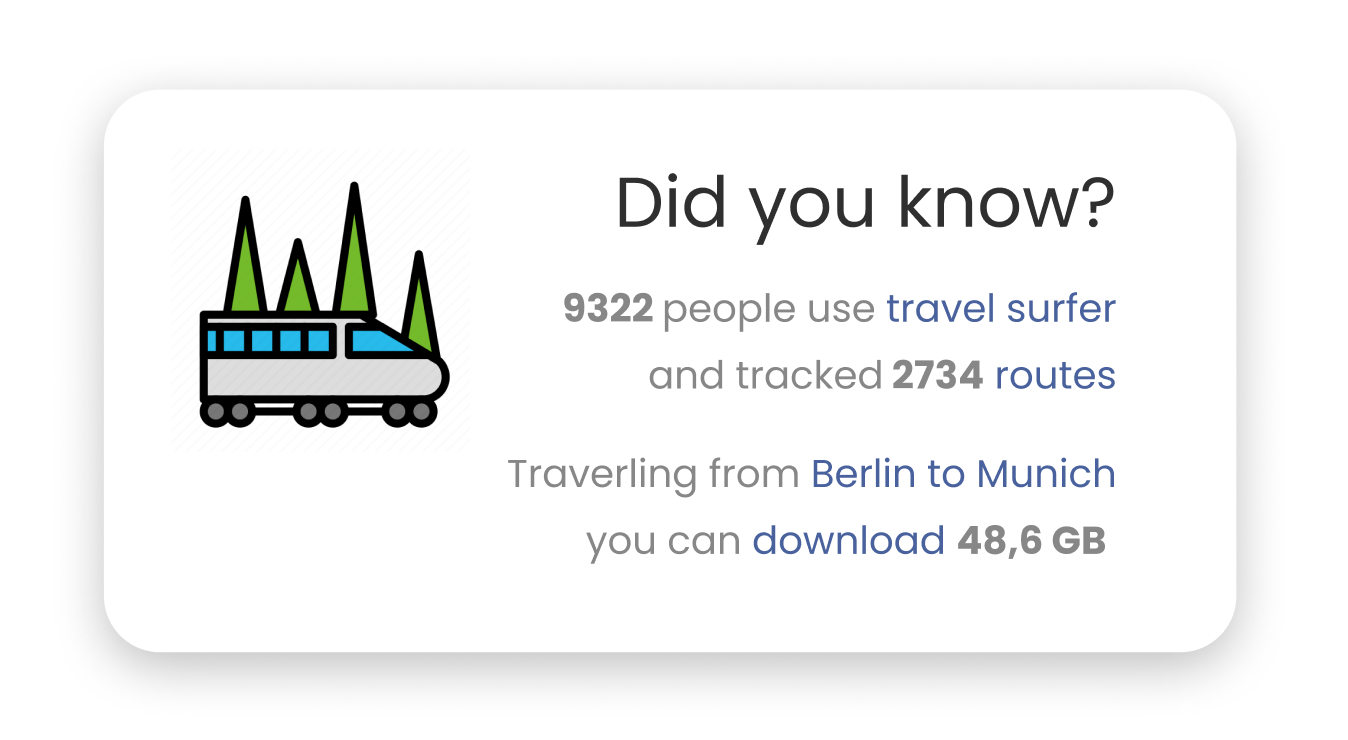 Did you know?
9322 people use travel surfer
and tracked 2734 routes
Traverling from Berlin to Munich
you can download 48,6 GB